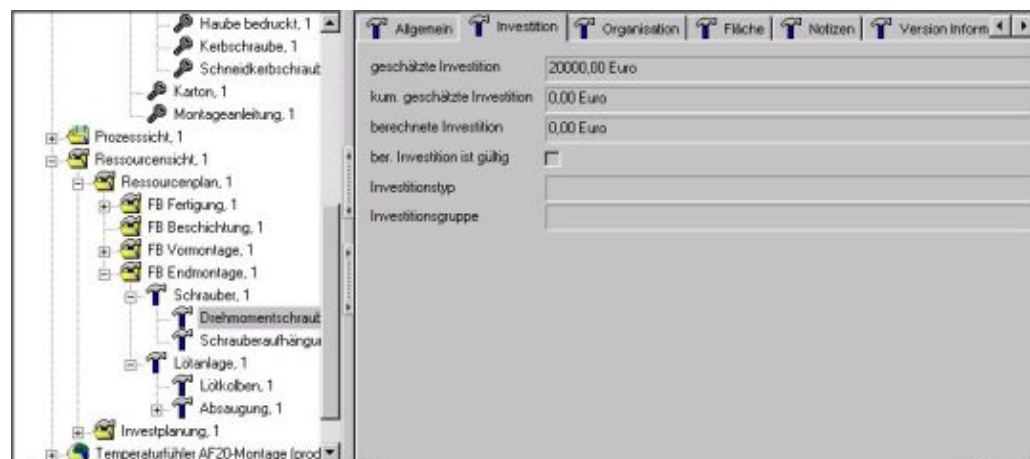 Haube bedruckt, 1
Kerbschraube, 1
Schneidkerbschraut
Karton, 1
Montageanleitung, 1
Prozesssicht, 1
Ressourcensicht, 1
Ressourcenplan, 1
FB Fertigung, 1
FB Beschichtung, 1
FB Vormontage, 1
FB Endmontage, 1
Schrauber, 1
Drehmomentschraut
Schrauberaufhängu
Lötanlage, 1
Lötkolben, 1
Absaugung, 1
Investplanung, 1
Temperaturfühler AF20-Montage (prod
Allgemein Investition Organisation Fläche Notizen Version Inform
geschätzte Investition 20000,00 Euro
kum. geschätzte Investition 0,00 Euro
berechnete Investition 0,00 Euro
ber. Investition ist gültig
Investitionstyp
Investitionsgruppe